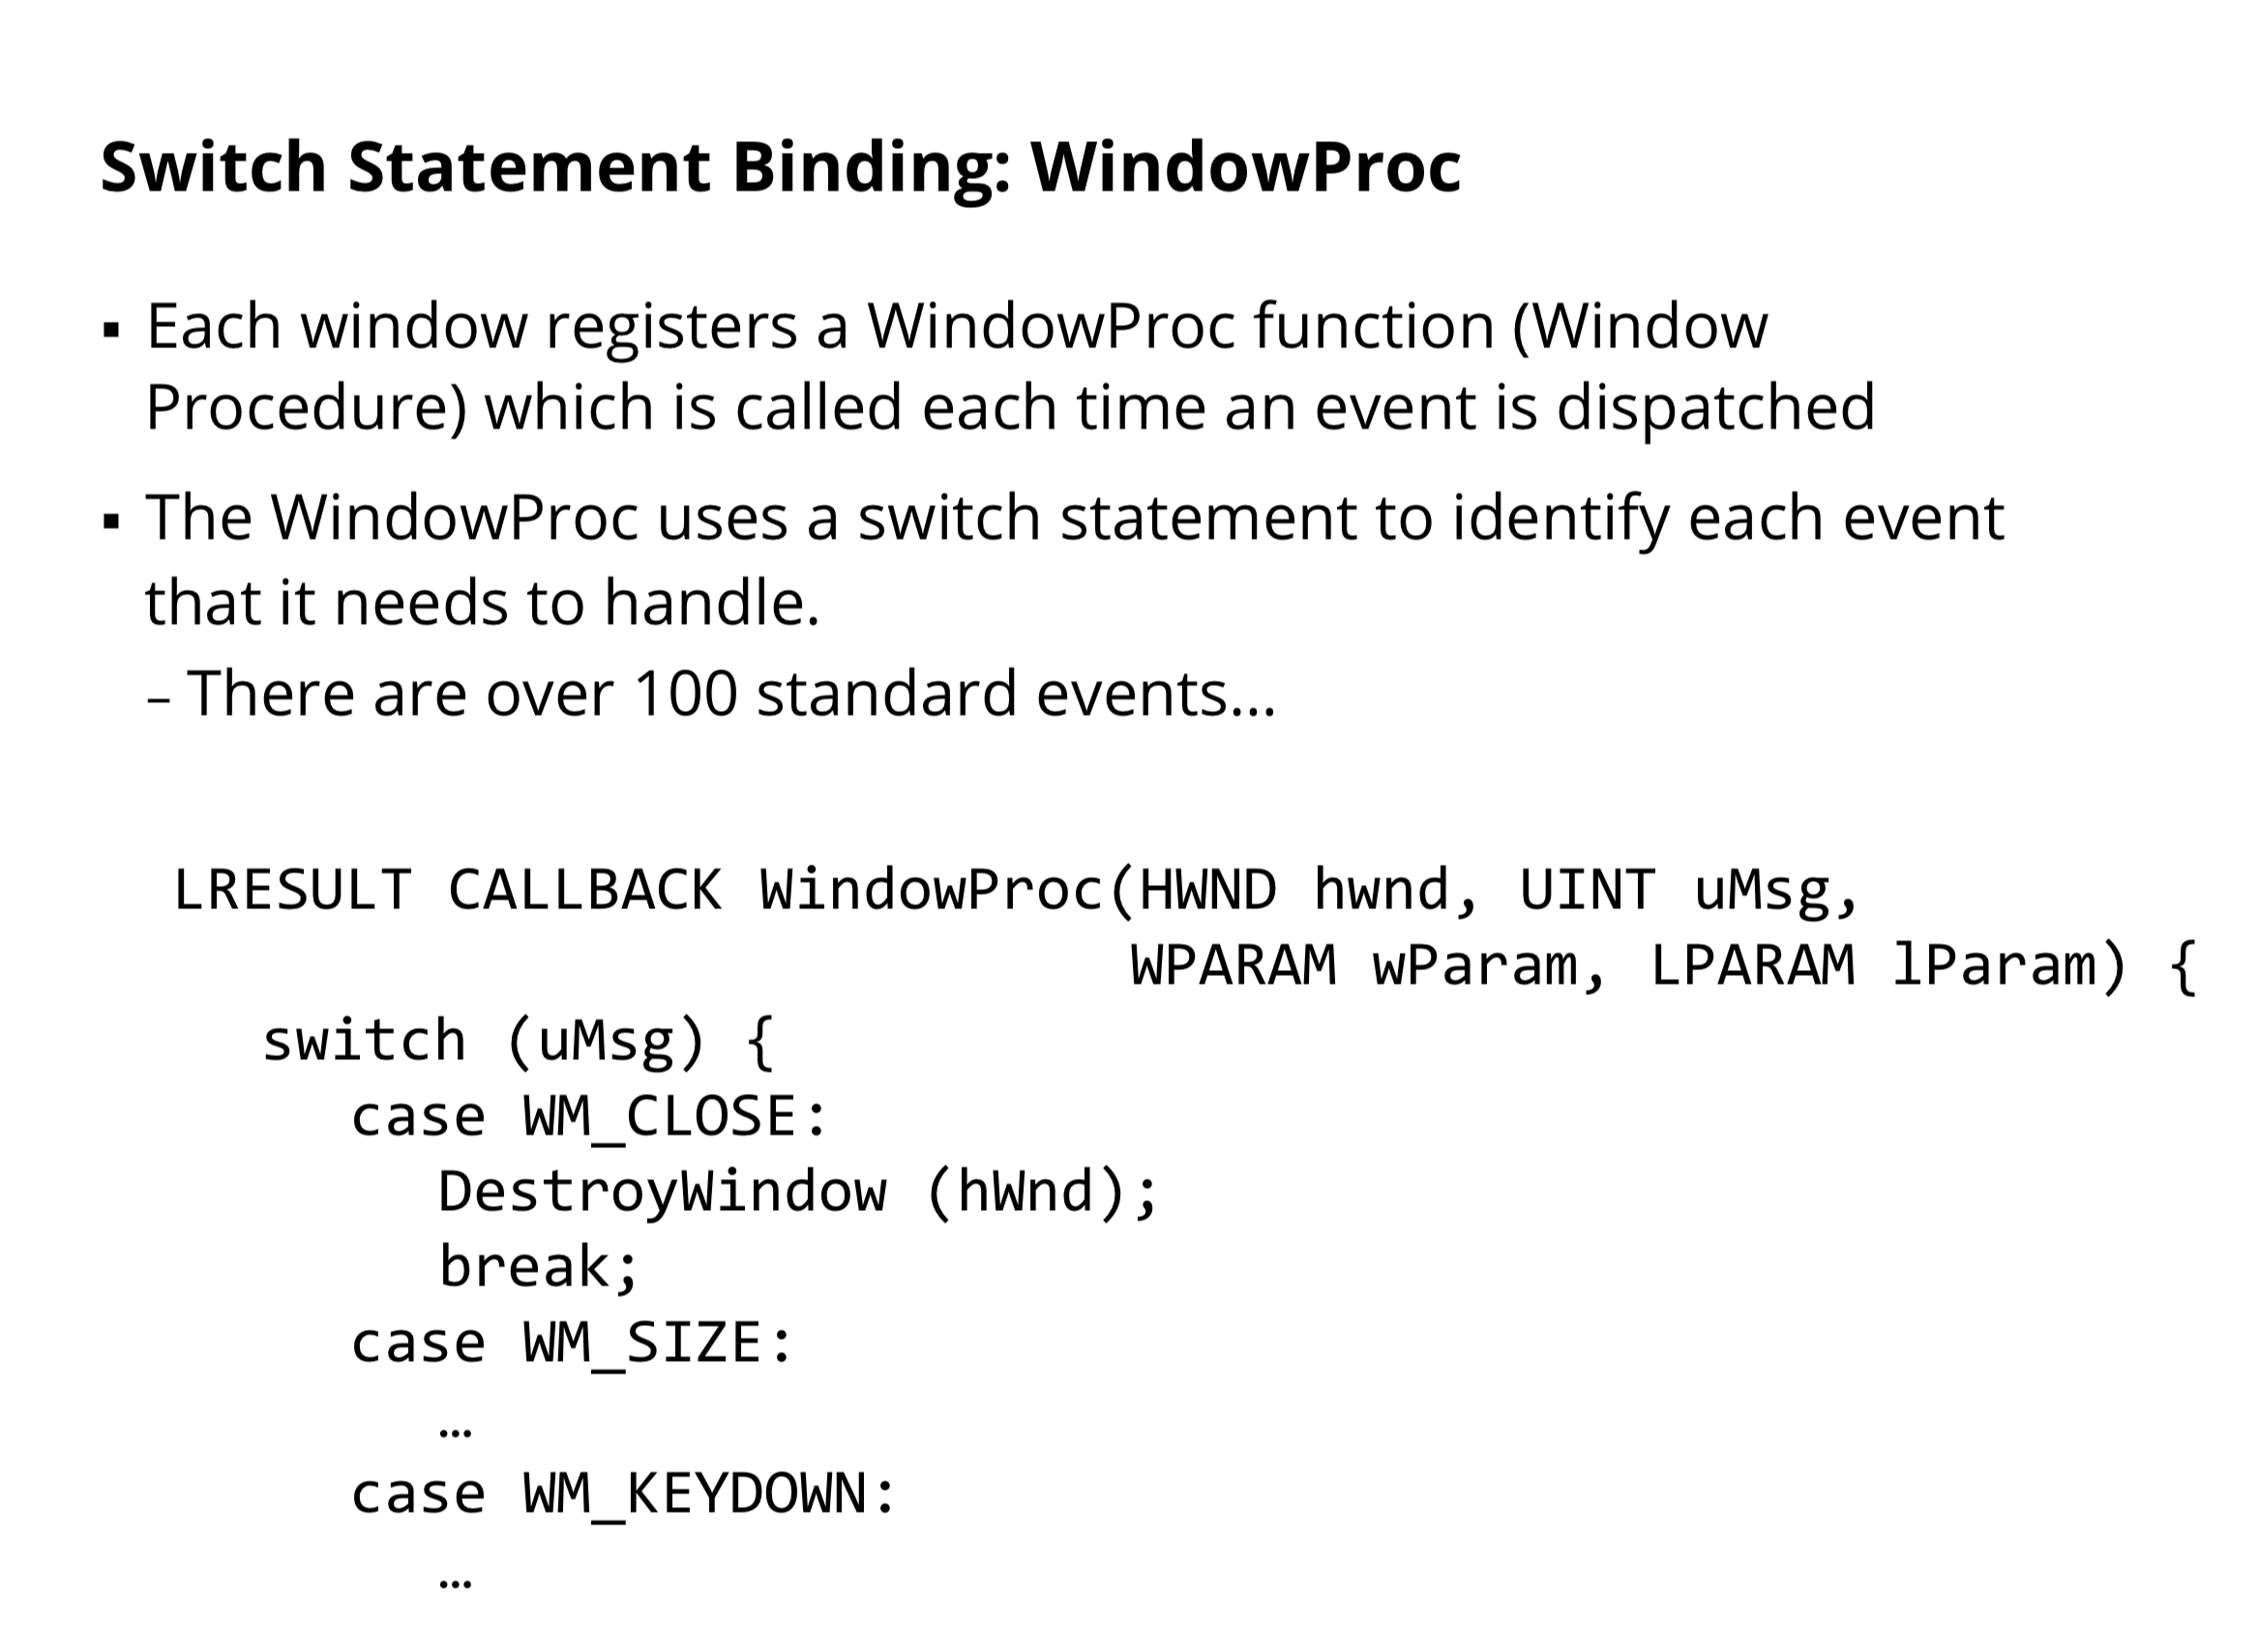 Switch Statement Binding: WindowProc
▪ Each window registers a WindowProc function (Window
Procedure) which is called each time an event is dispatched
▪ The WindowProc uses a switch statement to identify each event
that it needs to handle.
– There are over 100 standard events…
LRESULT CALLBACK WindowProc(HWND hwnd, UINT uMsg,
WPARAM wParam, LPARAM lParam) {
switch (uMsg) {
case WM_CLOSE:
DestroyWindow (hWnd);
break;
case WM_SIZE:
…
case WM_KEYDOWN:
…